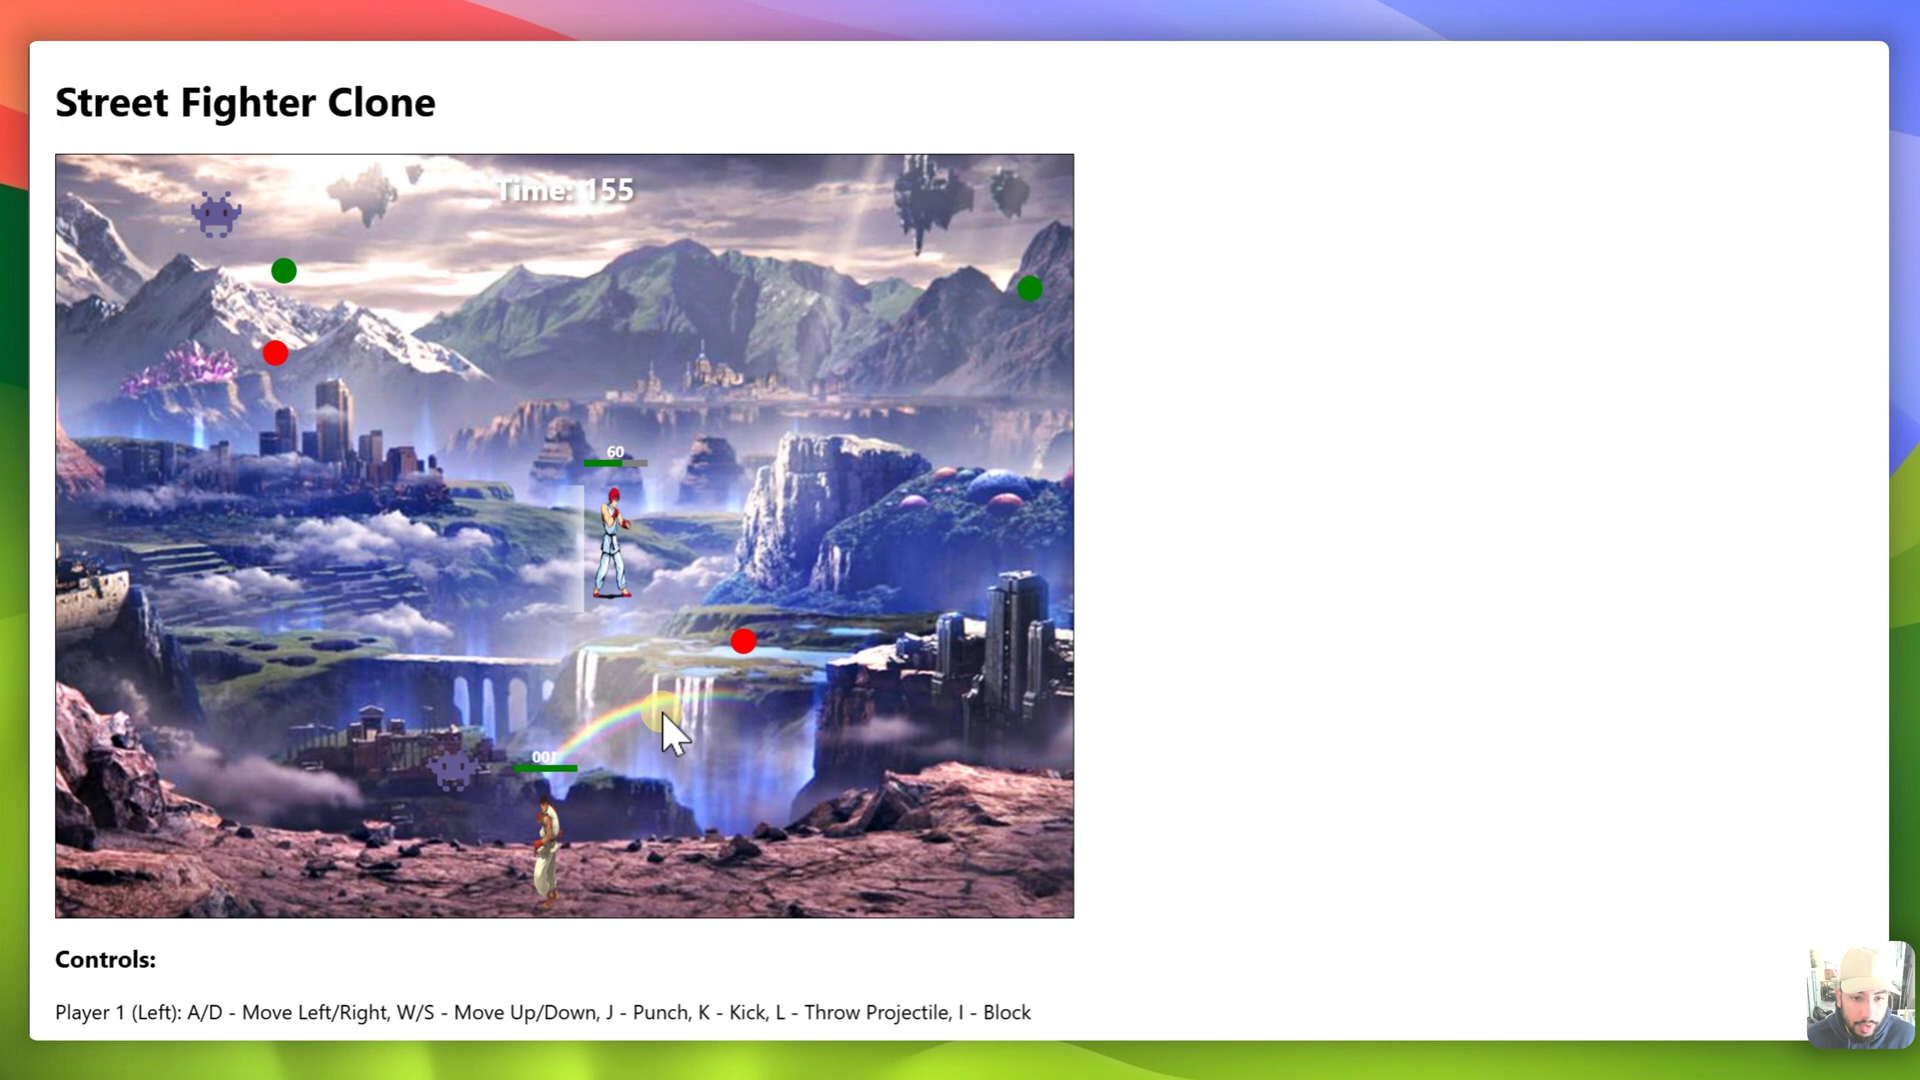 Street Fighter Clone
Time: 155
60
100
Controls:
Player 1 (Left): A/D - Move Left/Right, W/S - Move Up/Down, J - Punch, K - Kick, L - Throw Projectile, I - Block